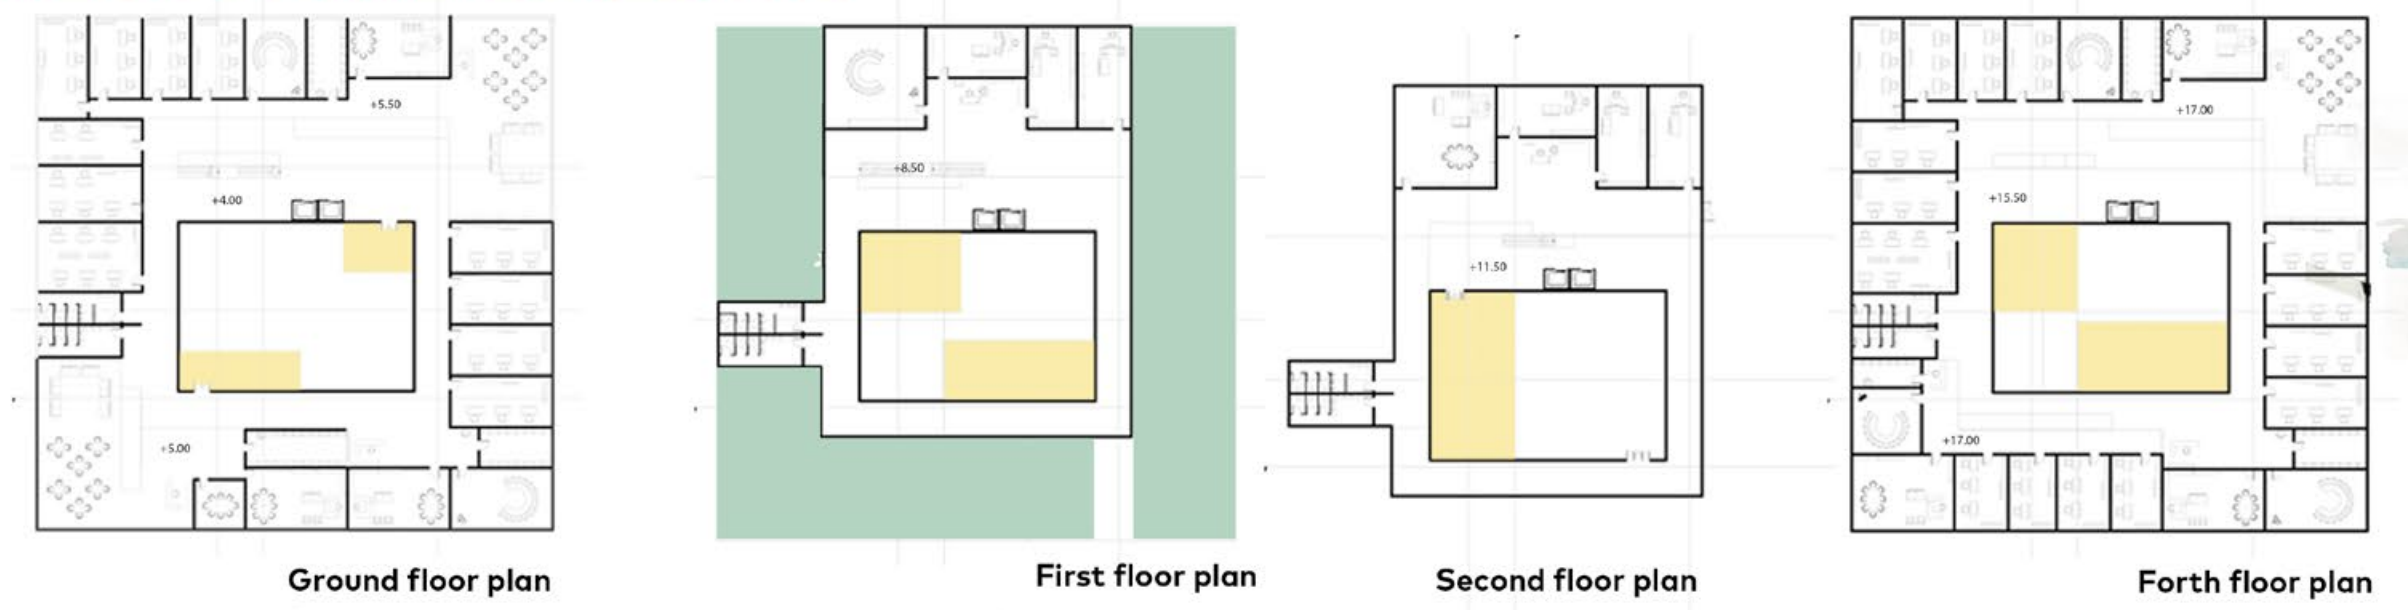 +5.50
+4.00
+5.00
Ground floor plan
+8.50
First floor plan
+11.50
Second floor plan
+17.00
+15.50
+17.00
Forth floor plan